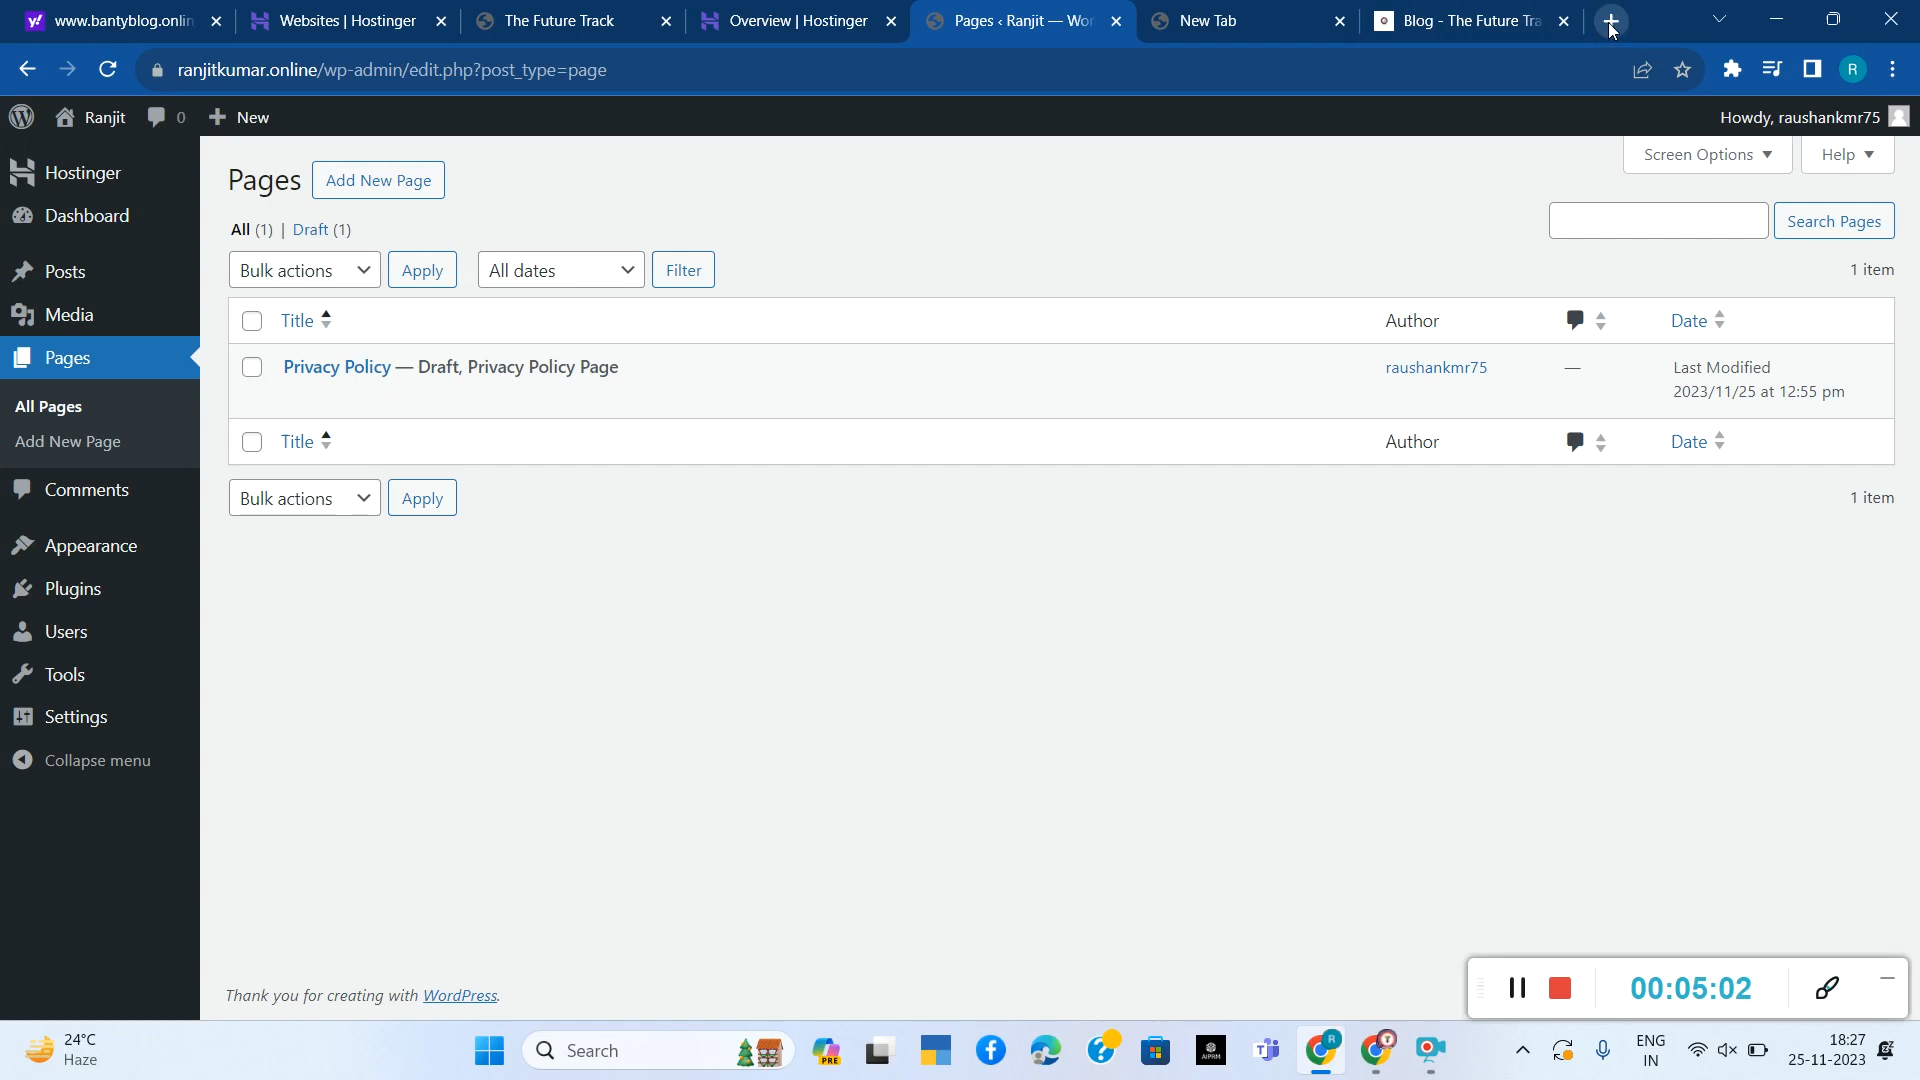 www.bantyblog.onlin
Websites | Hostinger
The Future Track
Overview | Hostinger
Pages ‹ Ranjit — Wor
New Tab
Blog - The Future Tra
ranjitkumar.online/wp-admin/edit.php?post_type=page
R
Ranjit
0
New
Howdy, raushankmr75
Hostinger
Dashboard
Posts
Media
Pages
All Pages
Add New Page
Comments
Appearance
Plugins
Users
Tools
Settings
Collapse menu
Screen Options
Help
Pages
Add New Page
All (1) | Draft (1)
Search Pages
Bulk actions
Apply
All dates
Filter
1 item
Title
Author
Date
Privacy Policy — Draft, Privacy Policy Page
raushankmr75
—
Last Modified
2023/11/25 at 12:55 pm
Title
Author
Date
Bulk actions
Apply
1 item
Thank you for creating with WordPress.
00:05:02
24°C
Haze
Search
PRE
AIPRM
R
T
ENG
IN
18:27
25-11-2023